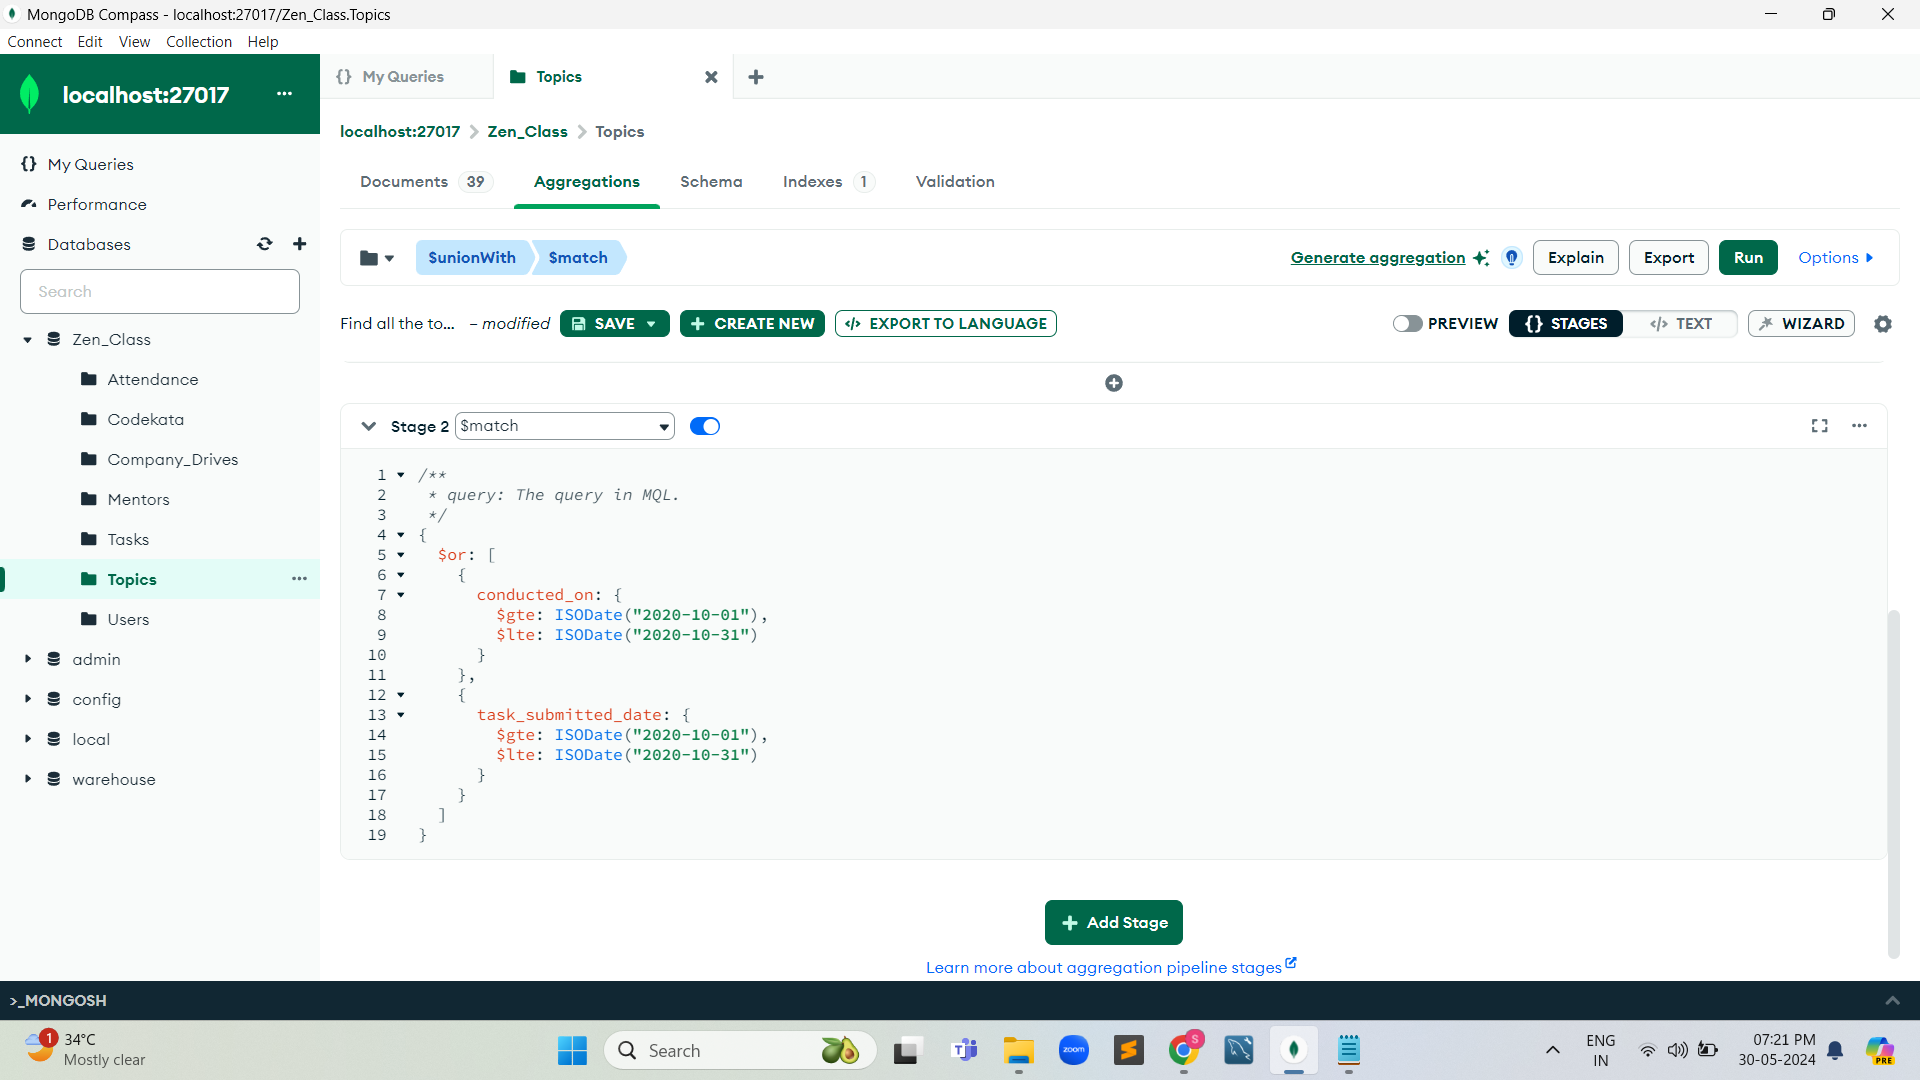 MongoDB Compass - localhost:27017/Zen_Class.Topics
Connect Edit View Collection Help
localhost:27017 ...
{} My Queries
Topics
My Queries
Performance
Databases
Search
Zen_Class
Attendance
Codekata
Company_Drives
Mentors
Tasks
Topics
Users
admin
config
local
warehouse
localhost:27017 > Zen_Class > Topics
Documents 39 Aggregations Schema Indexes 1 Validation
$unionWith $match Generate aggregation Explain Export Run Options
Find all the to... – modified SAVE + CREATE NEW </> EXPORT TO LANGUAGE PREVIEW {} STAGES </> TEXT WIZARD
Stage 2 $match
1 /**
2 * query: The query in MQL.
3 */
4 {
5 $or: [
6 {
7 conducted_on: {
8 $gte: ISODate("2020-10-01"),
9 $lte: ISODate("2020-10-31")
10 }
11 },
12 {
13 task_submitted_date: {
14 $gte: ISODate("2020-10-01"),
15 $lte: ISODate("2020-10-31")
16 }
17 }
18 ]
19 }
+ Add Stage
Learn more about aggregation pipeline stages
>_MONGOSH
1 34°C
Mostly clear
Search
T
zoom
S
ENG
IN
07:21 PM
30-05-2024
PRE